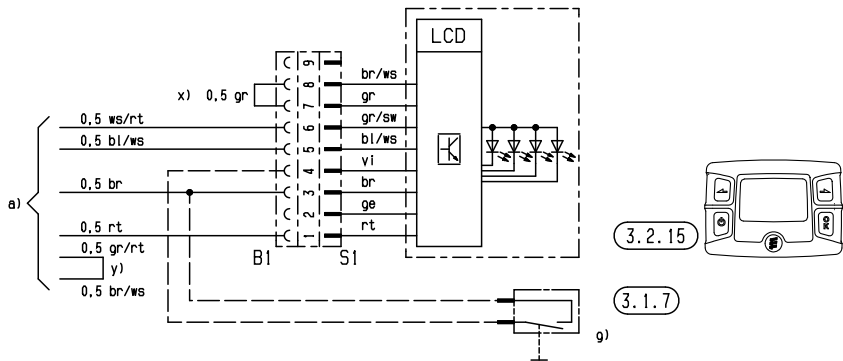 LCD
9
8
7
6
5
4
3
2
1
br/ws
gr
gr/sw
bl/ws
vi
br
ge
rt
x) 0,5 gr
0,5 ws/rt
0,5 bl/ws
a)
0,5 br
0,5 rt
0,5 gr/rt
y)
0,5 br/ws
B1
S1
3.2.15
3.1.7
g)
OK